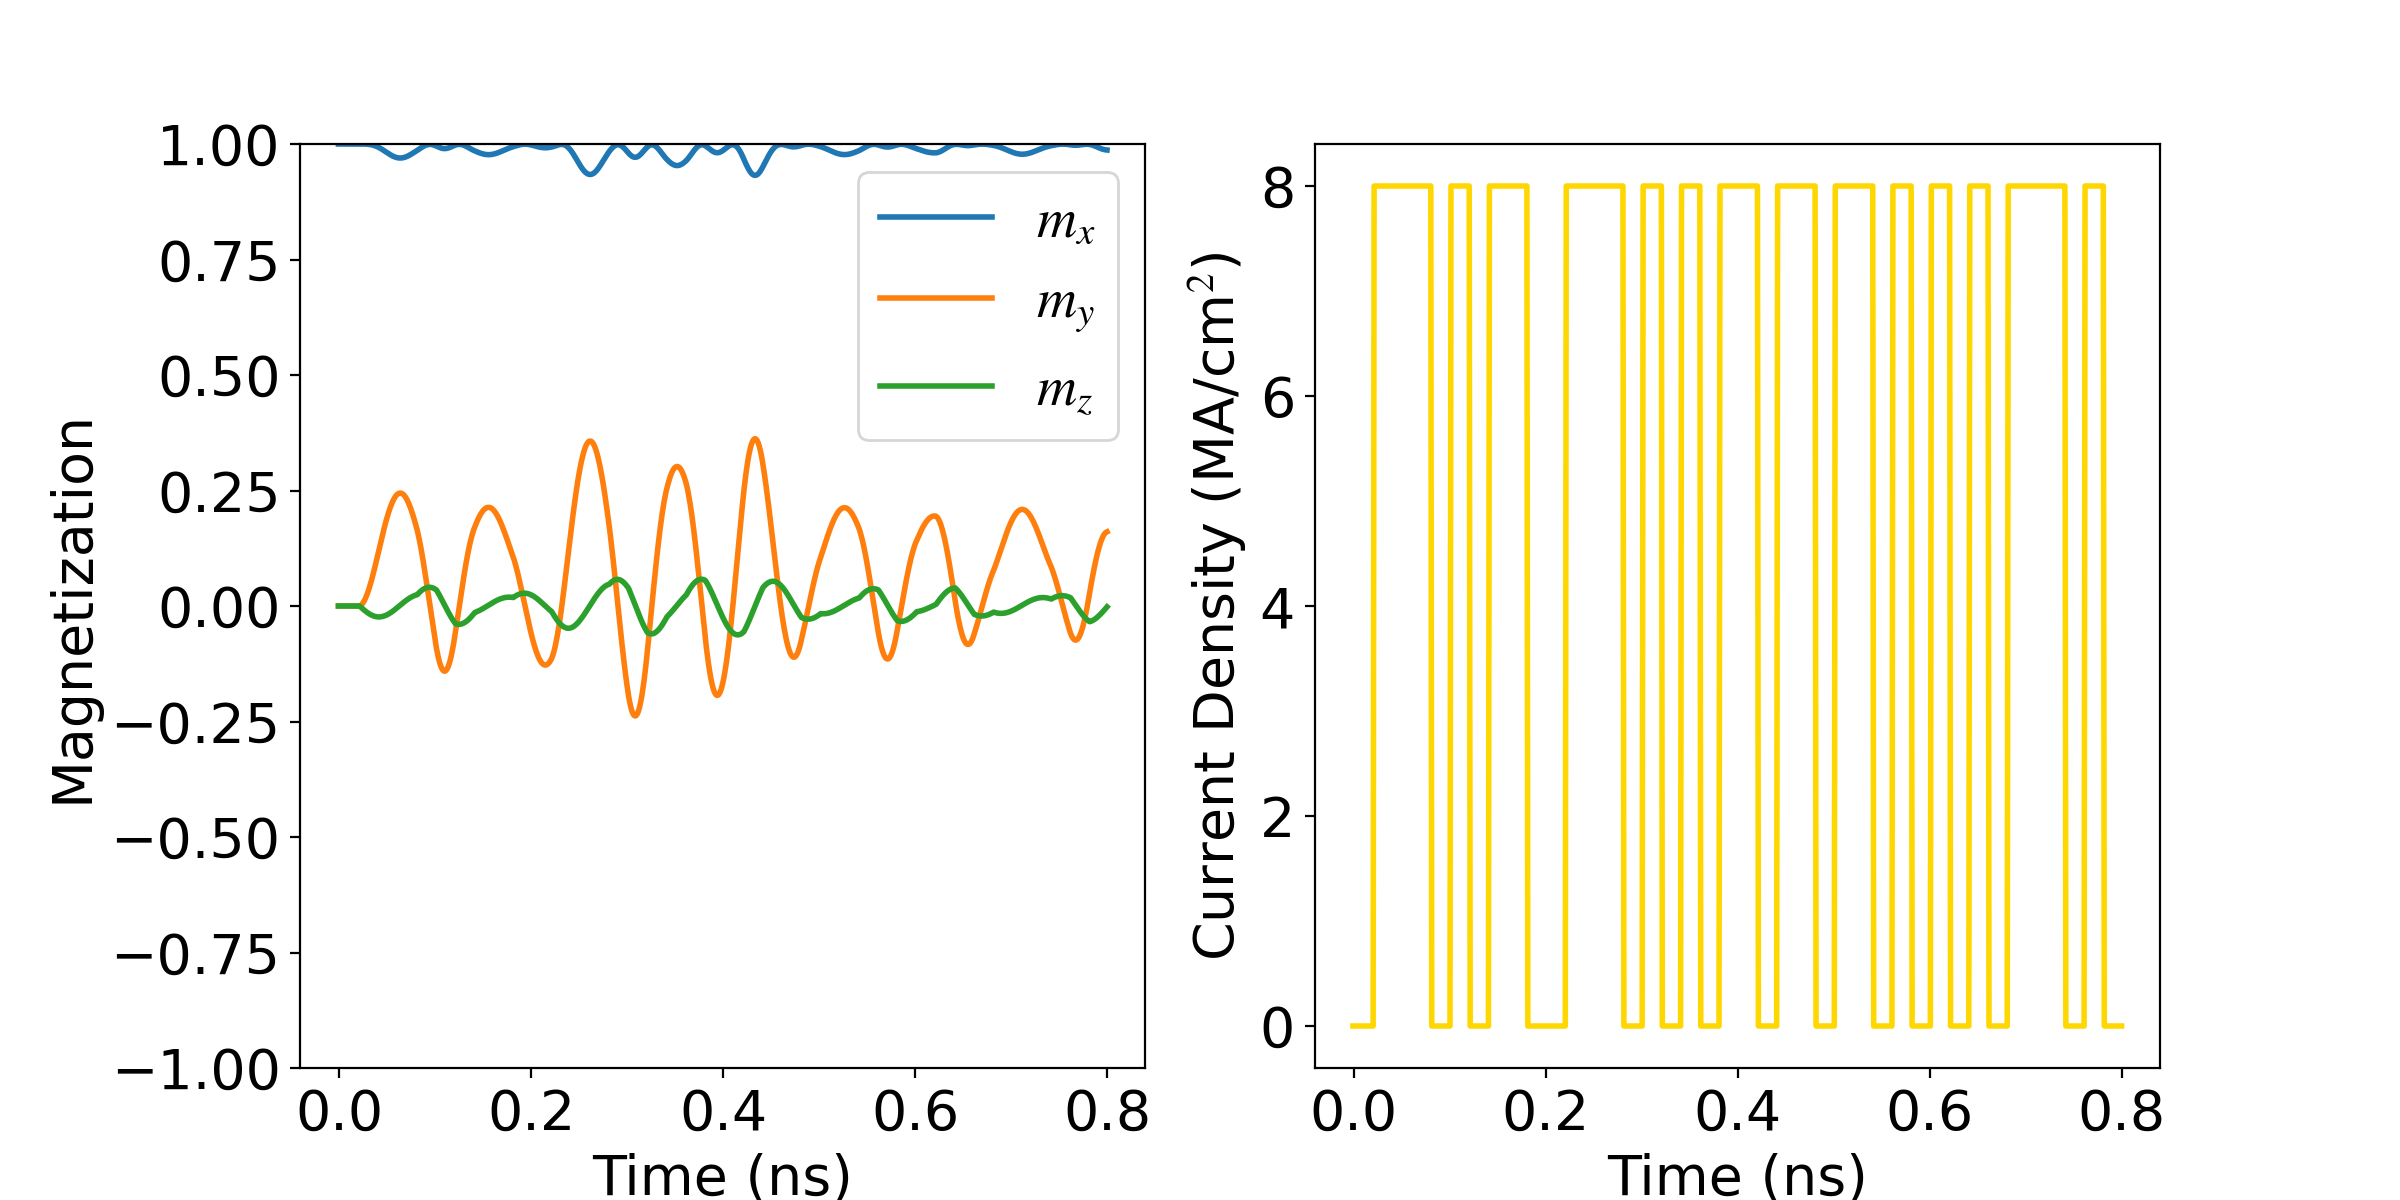 1.00
0.75
0.50
0.25
0.00
−0.25
−0.50
−0.75
−1.00
Magnetization
0.0 0.2 0.4 0.6 0.8
Time (ns)
m_x
m_y
m_z
8
6
4
2
0
Current Density (MA/cm²)
0.0 0.2 0.4 0.6 0.8
Time (ns)